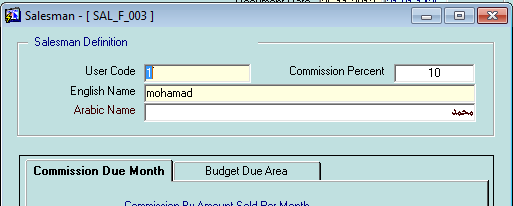 Salesman - [ SAL_F_003 ]
Salesman Definition
User Code 1 Commission Percent 10
English Name mohamad
Arabic Name محمد
Commission Due Month Budget Due Area
Commission By Amount Sold Per Month